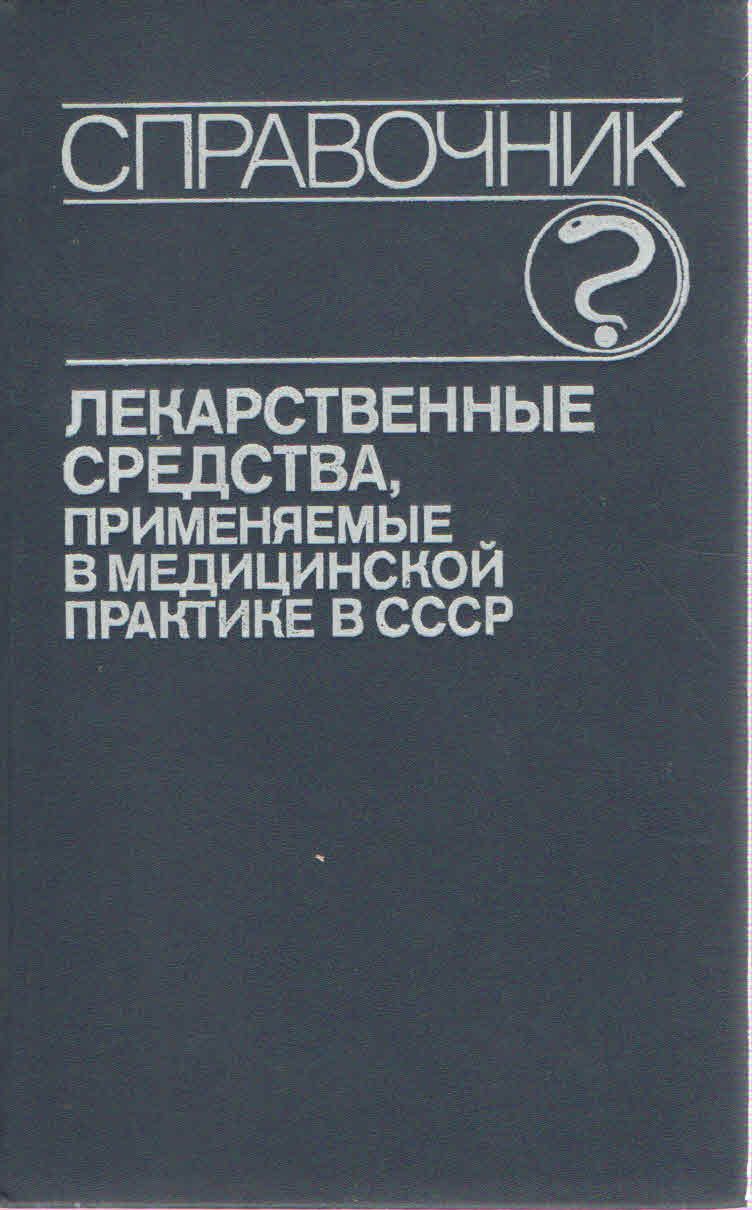 СПРАВОЧНИК
ЛЕКАРСТВЕННЫЕ
СРЕДСТВА,
ПРИМЕНЯЕМЫЕ
В МЕДИЦИНСКОЙ
ПРАКТИКЕ В СССР